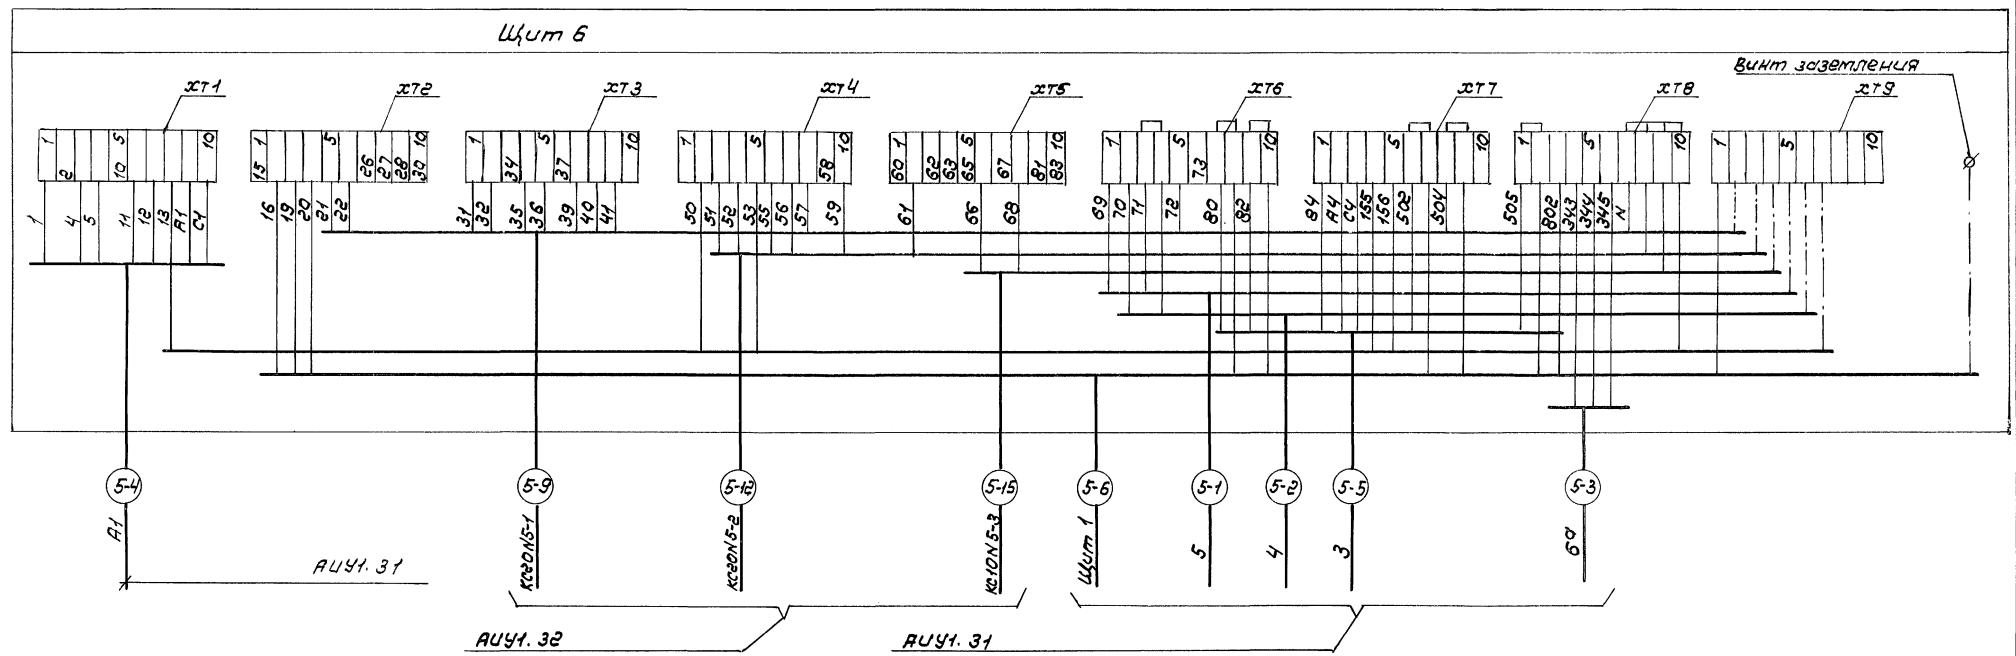 Щит 6
Винт заземления
хт1 хт2 хт3 хт4 хт5 хт6 хт7 хт8 хт9
1 5 10 1 5 10 1 5 10 1 5 10 1 5 10 1 5 10 1 5 10 1 5 10 1 5 10
2 10 15 26 27 28 30 34 37 58 60 62 63 65 67 81 83 73
1 4 5 11 12 13 А1 С1 16 19 20 21 22 31 32 35 36 39 40 41 50 51 52 53 55 56 57 59 61 66 68 69 70 71 72 80 82 84 А4 С4 155 156 502 504 505 802 343 344 345 N
5-4 5-9 5-12 5-15 5-6 5-1 5-2 5-5 5-3
А1 КС20N5-1 КС20N5-2 КС10N5-3 Щит 1 5 4 3 6а
АИУ1.31
АИУ1.32 АИУ1.31